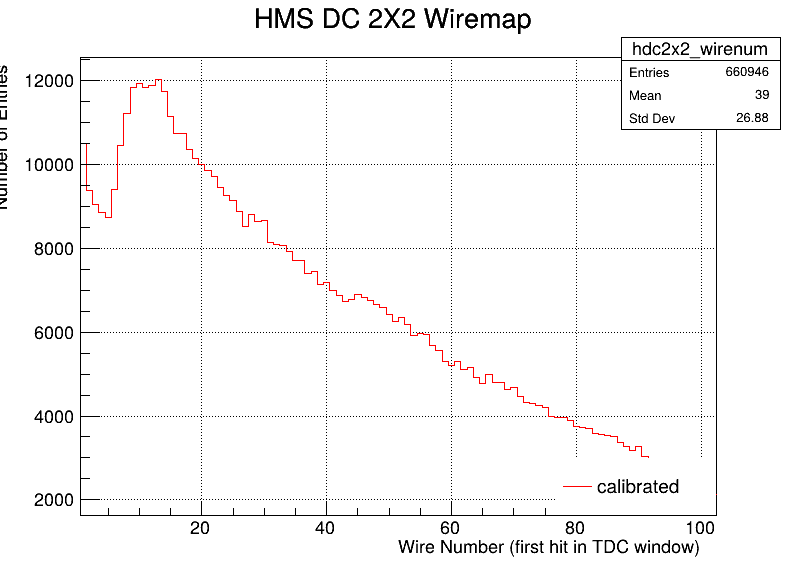 HMS DC 2X2 Wiremap
hdc2x2_wirenum
Entries 660946
Mean 39
Std Dev 26.88
Number of Entries
12000
10000
8000
6000
4000
2000
calibrated
20 40 60 80 100
Wire Number (first hit in TDC window)